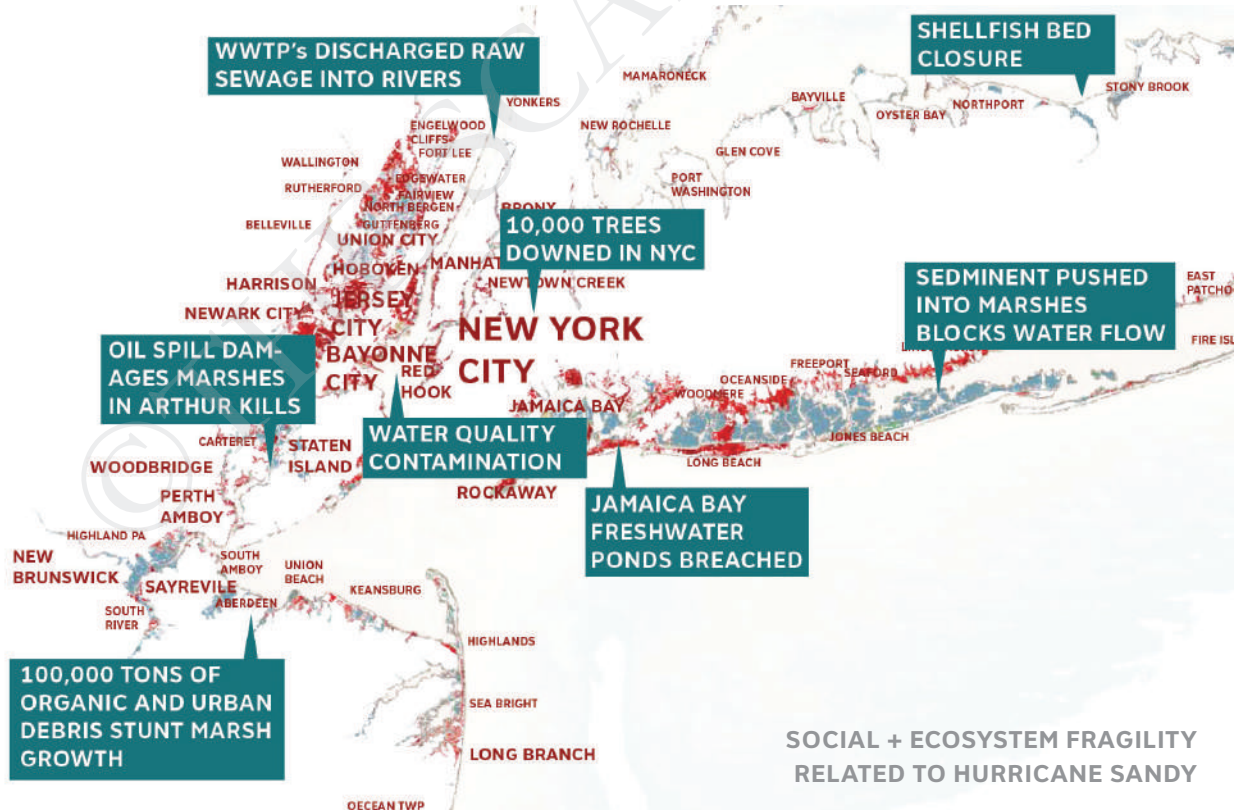 WWTP's DISCHARGED RAW
SEWAGE INTO RIVERS
SHELLFISH BED
CLOSURE
MAMARONECK
STONY BROOK
BAYVILLE
NORTHPORT
OYSTER BAY
YONKERS
NEW ROCHELLE
ENGELWOOD
CLIFFS
FORT LEE
GLEN COVE
WALLINGTON
PORT
WASHINGTON
EDGEWATER
RUTHERFORD
FAIRVIEW
NORTH BERGEN
BELLEVILLE
GUTTENBERG
10,000 TREES
DOWNED IN NYC
UNION CITY
HOBOKEN
MANHAT
SEDMINENT PUSHED
INTO MARSHES
BLOCKS WATER FLOW
EAST
PATCHO
HARRISON
NEWTOWN CREEK
JERSEY
CITY
NEWARK CITY
NEW YORK
CITY
FIRE ISL
OIL SPILL DAM-
AGES MARSHES
IN ARTHUR KILLS
BAYONNE
CITY
RED
HOOK
FREEPORT
SEAFORD
OCEANSIDE
WOODMERE
JAMAICA BAY
JONES BEACH
WATER QUALITY
CONTAMINATION
CARTERET
STATEN
ISLAND
LONG BEACH
WOODBRIDGE
ROCKAWAY
PERTH
AMBOY
JAMAICA BAY
FRESHWATER
PONDS BREACHED
HIGHLAND PA
NEW
BRUNSWICK
SOUTH
AMBOY
UNION
BEACH
SAYREVILE
KEANSBURG
ABERDEEN
SOUTH
RIVER
HIGHLANDS
100,000 TONS OF
ORGANIC AND URBAN
DEBRIS STUNT MARSH
GROWTH
SEA BRIGHT
LONG BRANCH
SOCIAL + ECOSYSTEM FRAGILITY
RELATED TO HURRICANE SANDY
OECEAN TWP